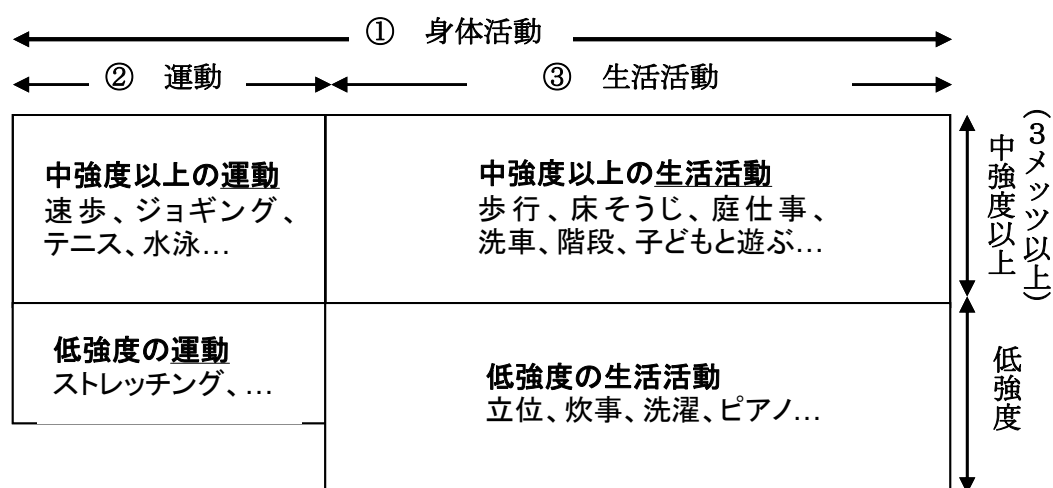 ① 身体活動
② 運動
③ 生活活動
中強度以上の運動
速歩、ジョギング、
テニス、水泳…
中強度以上の生活活動
歩行、床そうじ、庭仕事、
洗車、階段、子どもと遊ぶ…
(3メッツ以上)
中強度以上
低強度の運動
ストレッチング、…
低強度の生活活動
立位、炊事、洗濯、ピアノ…
低強度